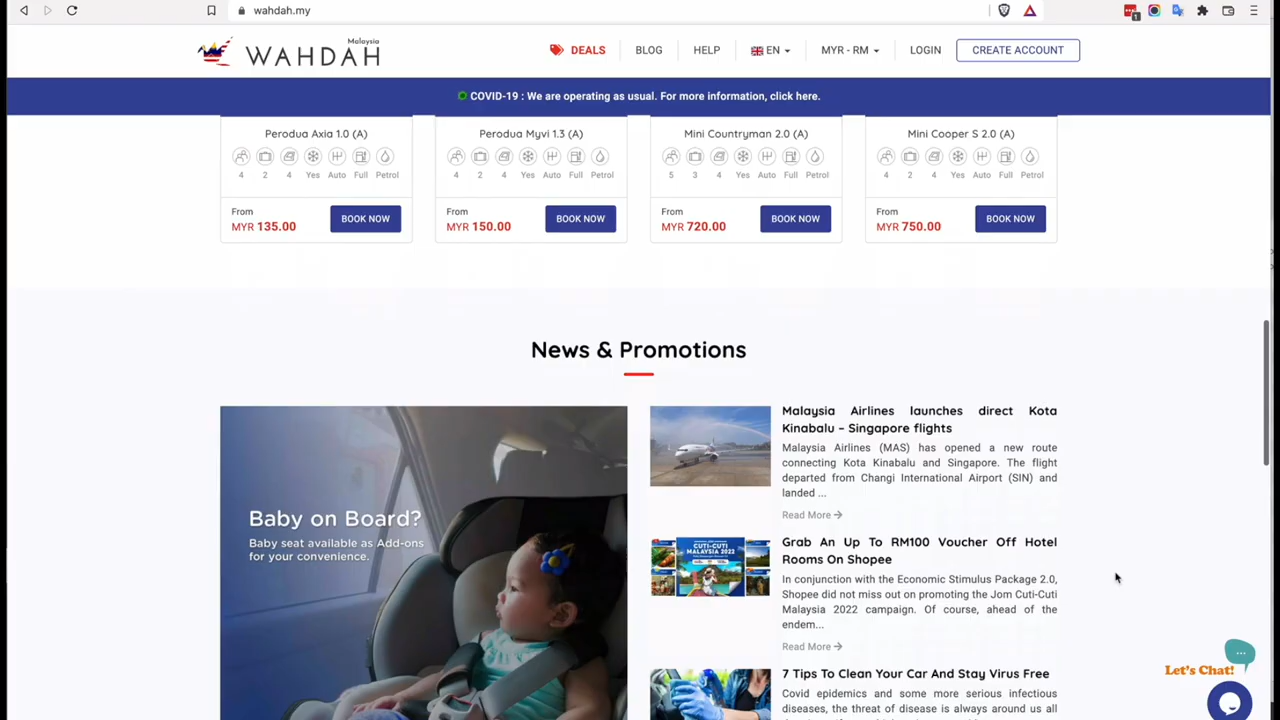 wahdah.my
1
Malaysia
WAHDAH
DEALS
BLOG
HELP
EN
MYR - RM
LOGIN
CREATE ACCOUNT
COVID-19 : We are operating as usual. For more information, click here.
Perodua Axia 1.0 (A)
4 2 4 Yes Auto Full Petrol
From
MYR 135.00
BOOK NOW
Perodua Myvi 1.3 (A)
4 2 4 Yes Auto Full Petrol
From
MYR 150.00
BOOK NOW
Mini Countryman 2.0 (A)
5 3 4 Yes Auto Full Petrol
From
MYR 720.00
BOOK NOW
Mini Cooper S 2.0 (A)
4 2 4 Yes Auto Full Petrol
From
MYR 750.00
BOOK NOW
News & Promotions
Baby on Board?
Baby seat available as Add-ons
for your convenience.
Malaysia Airlines launches direct Kota
Kinabalu – Singapore flights
Malaysia Airlines (MAS) has opened a new route
connecting Kota Kinabalu and Singapore. The flight
departed from Changi International Airport (SIN) and
landed ...
Read More
CUTI-CUTI
MALAYSIA 2022
Grab An Up To RM100 Voucher Off Hotel
Rooms On Shopee
In conjunction with the Economic Stimulus Package 2.0,
Shopee did not miss out on promoting the Jom Cuti-Cuti
Malaysia 2022 campaign. Of course, ahead of the
endem...
Read More
7 Tips To Clean Your Car And Stay Virus Free
Covid epidemics and some more serious infectious
diseases, the threat of disease is always around us all
Let's Chat!